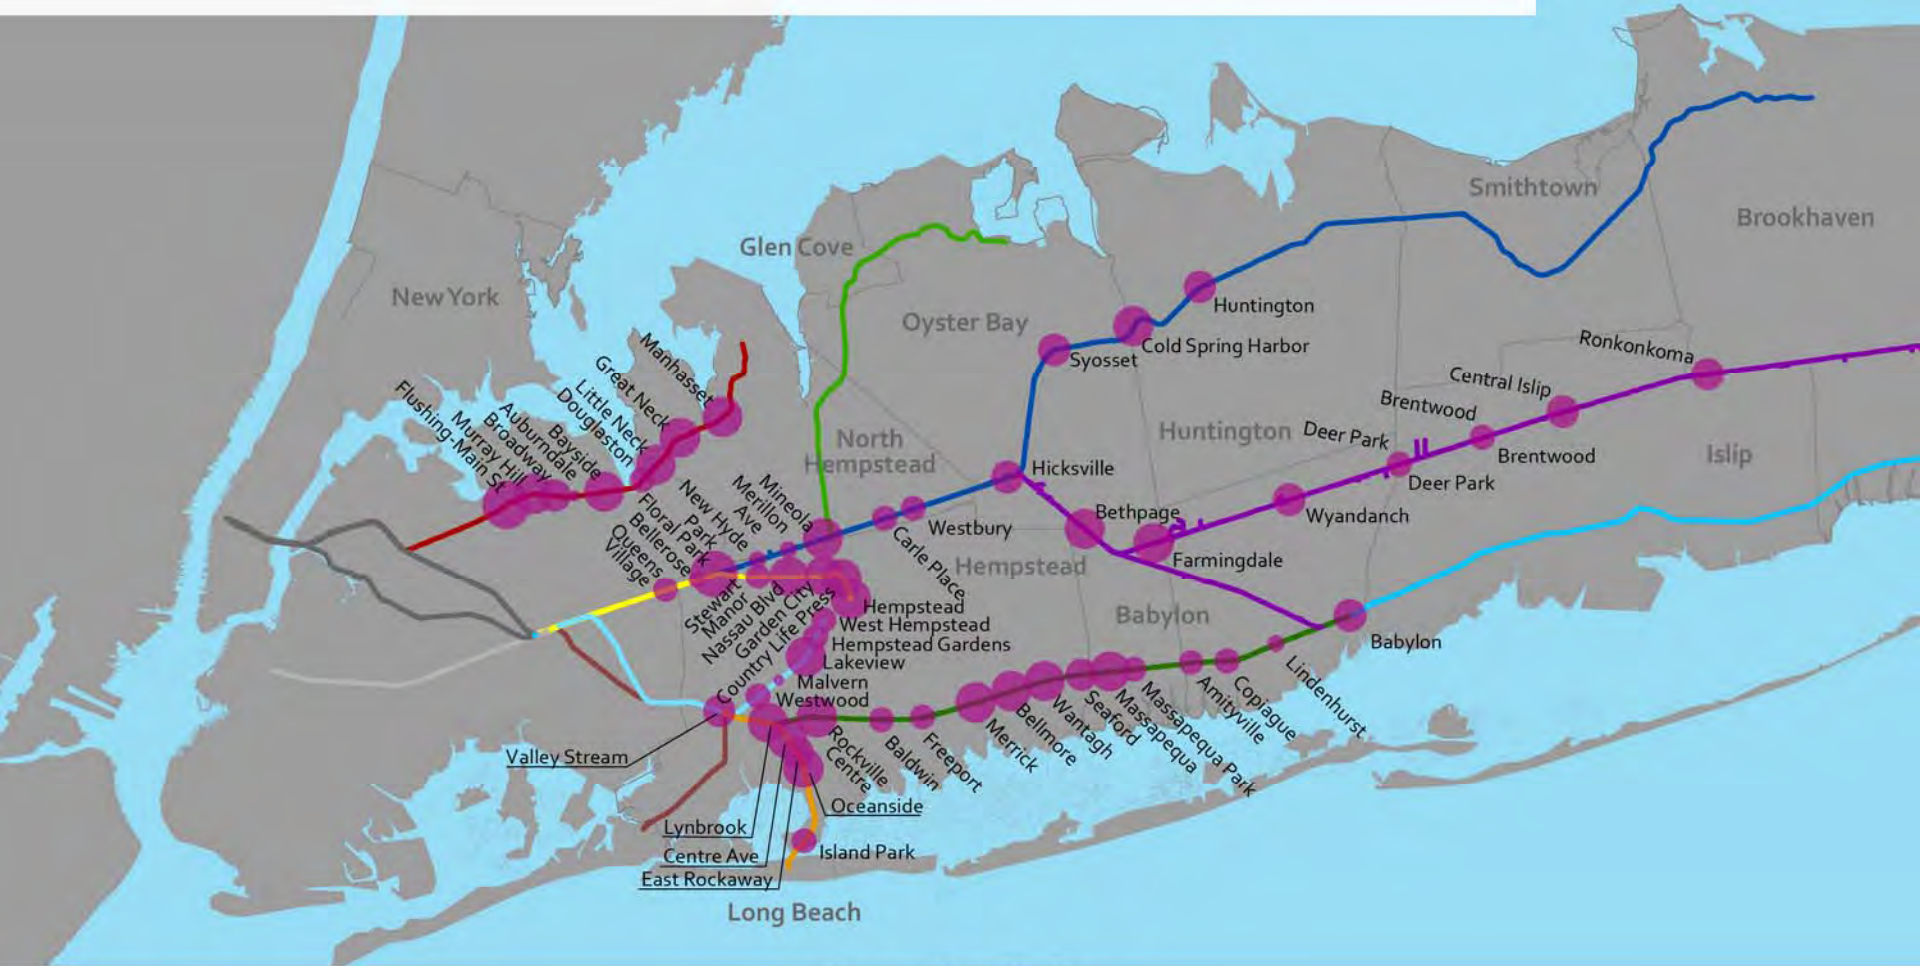 Glen Cove
New York
Smithtown
Brookhaven
Oyster Bay
Huntington
Cold Spring Harbor
Syosset
Ronkonkoma
Central Islip
Brentwood
Deer Park
Manhasset
Great Neck
Little Neck
Douglaston
Bayside
Auburndale
Broadway
Murray Hill
Flushing-Main St
North
Hempstead
Huntington
Hicksville
Brentwood
Deer Park
Islip
Wyandanch
Bethpage
Farmingdale
Mineola
Merillon
Ave
New Hyde
Park
Floral Park
Bellerose
Queens
Village
Westbury
Carle Place
Hempstead
Stewart
Manor
Nassau Blvd
Garden City
Country Life Press
Hempstead
West Hempstead
Hempstead Gardens
Lakeview
Malvern
Westwood
Babylon
Babylon
Lindenhurst
Copiague
Amityville
Massapequa Park
Massapequa
Seaford
Wantagh
Bellmore
Merrick
Freeport
Baldwin
Rockville
Centre
Valley Stream
Oceanside
Lynbrook
Centre Ave
East Rockaway
Island Park
Long Beach